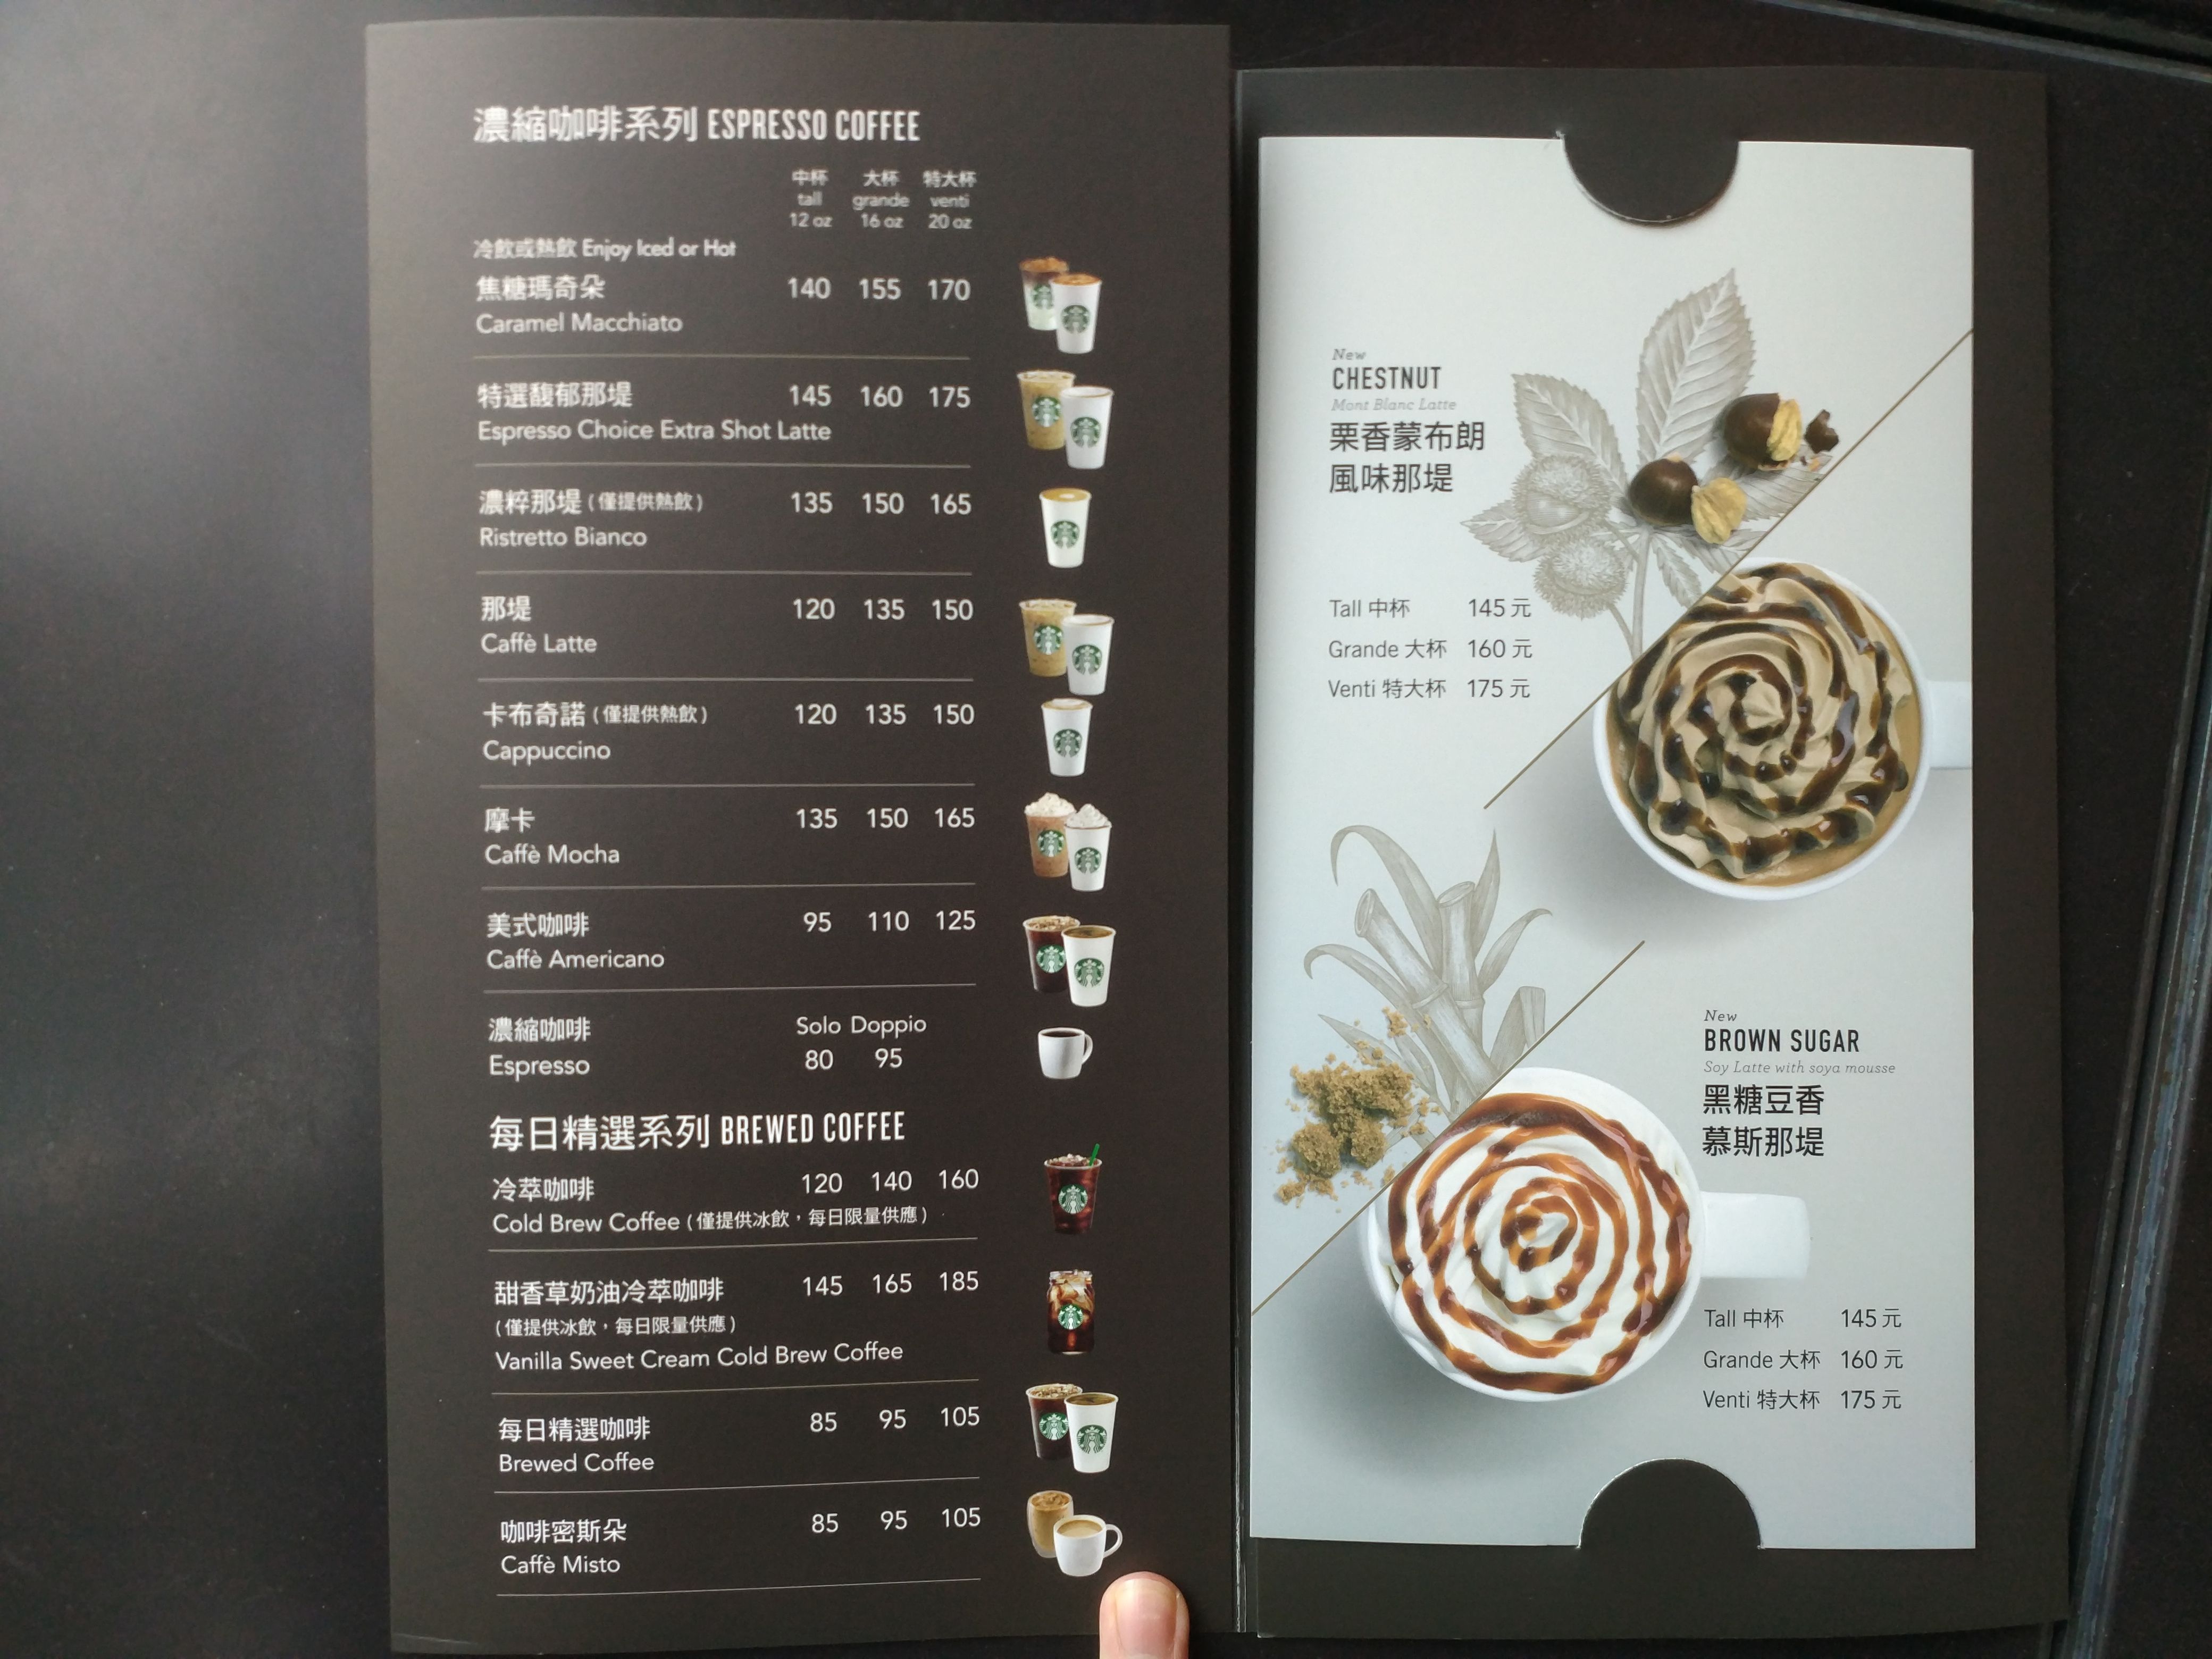 濃縮咖啡系列 ESPRESSO COFFEE
中杯 大杯 特大杯
tall grande venti
12 oz 16 oz 20 oz
冷飲或熱飲 Enjoy Iced or Hot
焦糖瑪奇朵 140 155 170
Caramel Macchiato
特選馥郁那堤 145 160 175
Espresso Choice Extra Shot Latte
濃粹那堤 (僅提供熱飲) 135 150 165
Ristretto Bianco
那堤 120 135 150
Caffè Latte
卡布奇諾 (僅提供熱飲) 120 135 150
Cappuccino
摩卡 135 150 165
Caffè Mocha
美式咖啡 95 110 125
Caffè Americano
濃縮咖啡 Solo Doppio
Espresso 80 95
每日精選系列 BREWED COFFEE
冷萃咖啡 120 140 160
Cold Brew Coffee (僅提供冰飲，每日限量供應)
甜香草奶油冷萃咖啡 145 165 185
(僅提供冰飲，每日限量供應)
Vanilla Sweet Cream Cold Brew Coffee
每日精選咖啡 85 95 105
Brewed Coffee
咖啡密斯朵 85 95 105
Caffè Misto
New
CHESTNUT
Mont Blanc Latte
栗香蒙布朗
風味那堤
Tall 中杯 145 元
Grande 大杯 160 元
Venti 特大杯 175 元
New
BROWN SUGAR
Soy Latte with soya mousse
黑糖豆香
慕斯那堤
Tall 中杯 145 元
Grande 大杯 160 元
Venti 特大杯 175 元